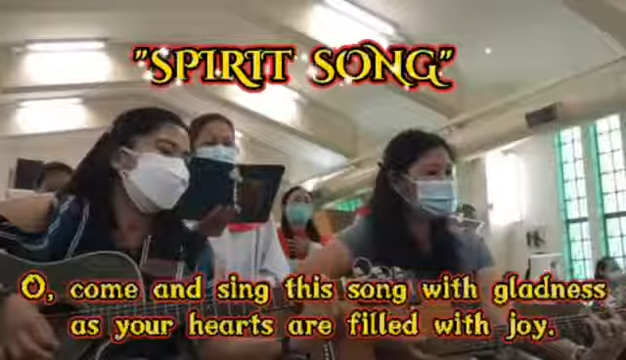 "SPIRIT SONG"
O, come and sing this song with gladness
as your hearts are filled with joy.